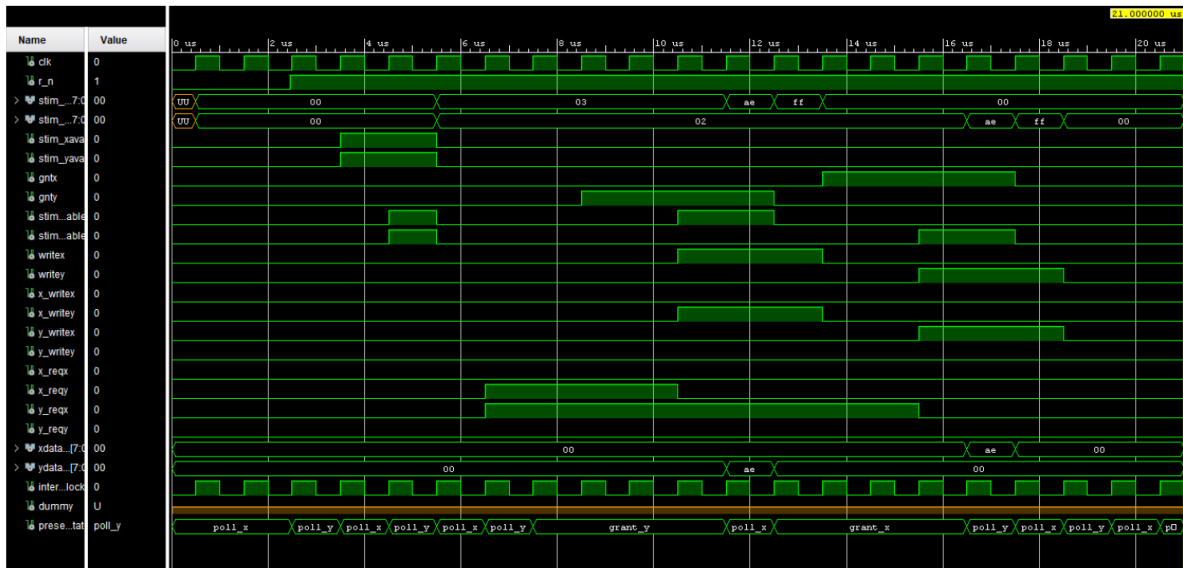 21.000000 us
Name Value
0 us 2 us 4 us 6 us 8 us 10 us 12 us 14 us 16 us 18 us 20 us
clk 0
r_n 1
stim_...7:0 00 UU 00 03 ae ff 00
stim_...7:0 00 UU 00 02 ae ff 00
stim_xava 0
stim_yava 0
gntx 0
gnty 0
stim...able 0
stim...able 0
writex 0
writey 0
x_writex 0
x_writey 0
y_writex 0
y_writey 0
x_reqx 0
x_reqy 0
y_reqx 0
y_reqy 0
xdata...[7:0 00 00 ae 00
ydata...[7:0 00 00 ae 00
inter...lock 0
dummy U
prese...tat poll_y poll_x poll_y poll_x poll_y poll_x poll_y grant_y poll_x grant_x poll_y poll_x poll_y poll_x p